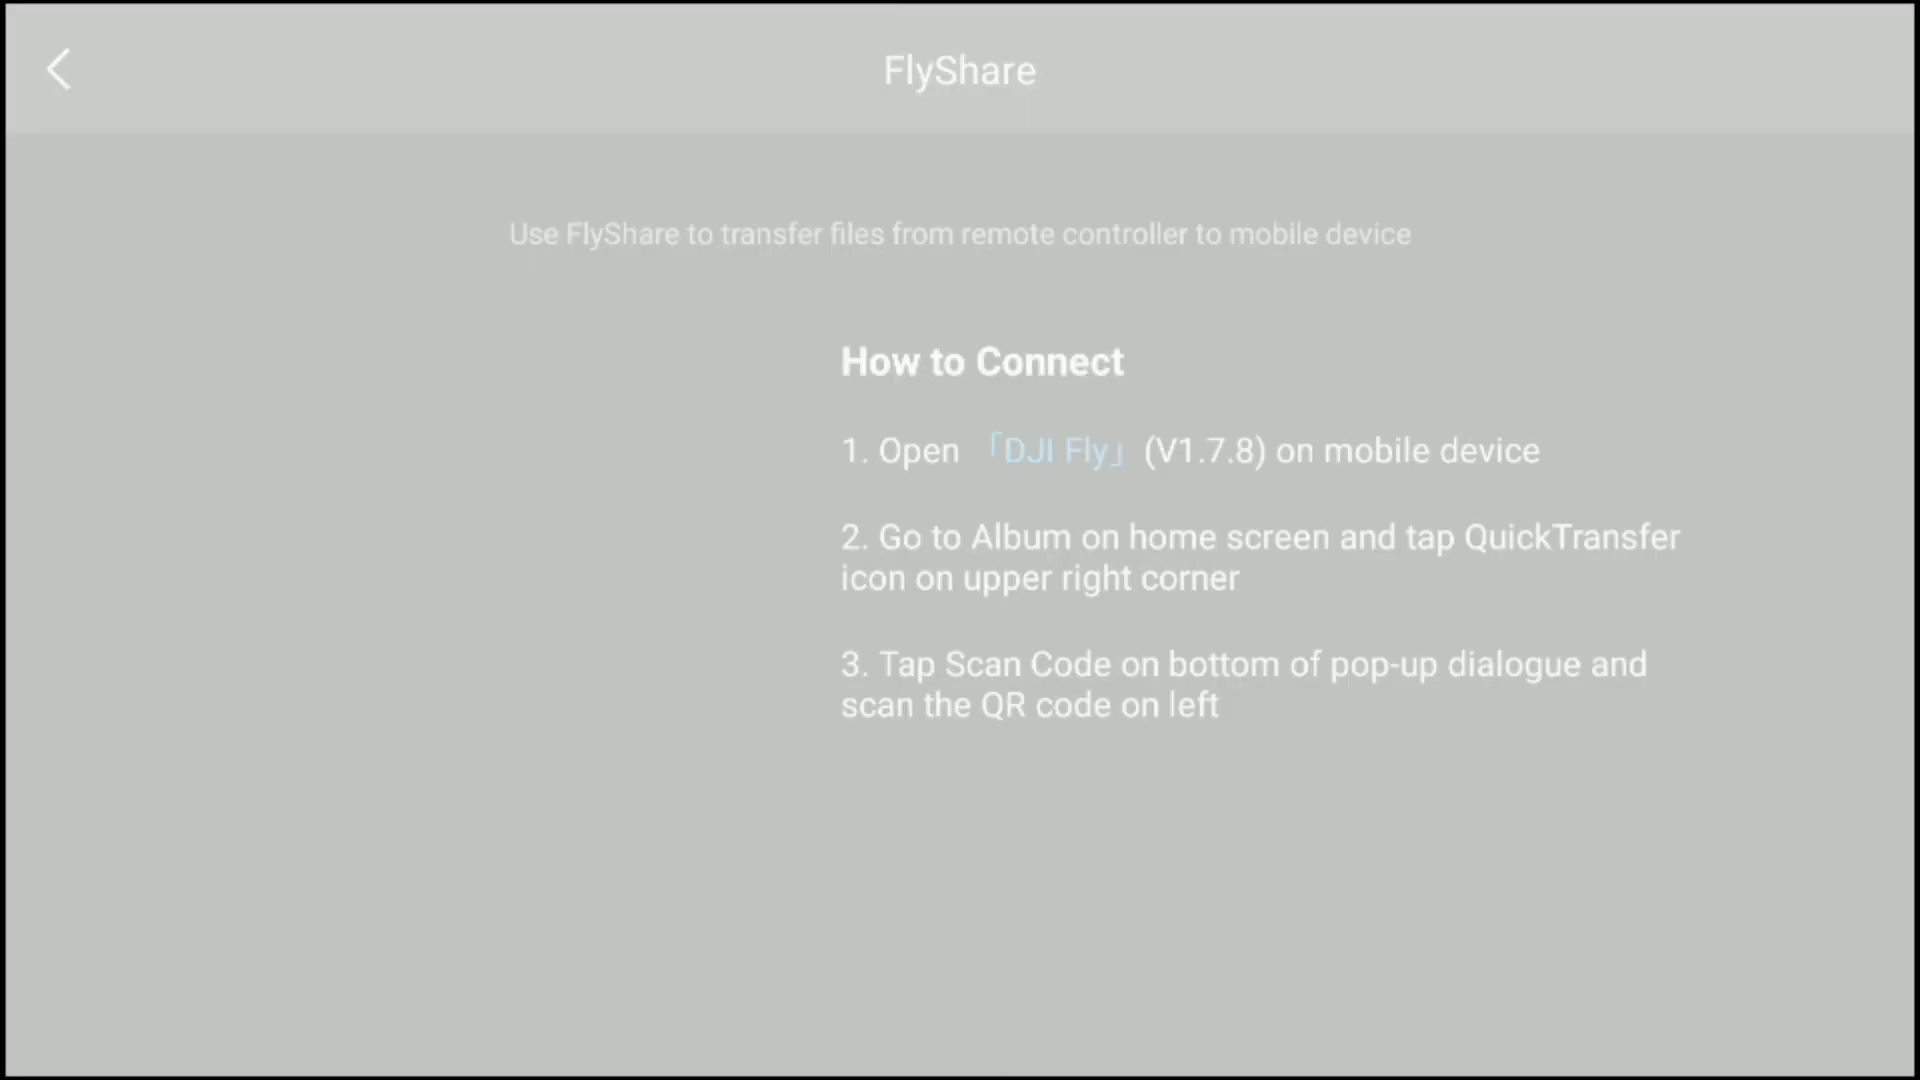 FlyShare
Use FlyShare to transfer files from remote controller to mobile device
How to Connect
1. Open 「DJI Fly」 (V1.7.8) on mobile device
2. Go to Album on home screen and tap QuickTransfer
icon on upper right corner
3. Tap Scan Code on bottom of pop-up dialogue and
scan the QR code on left